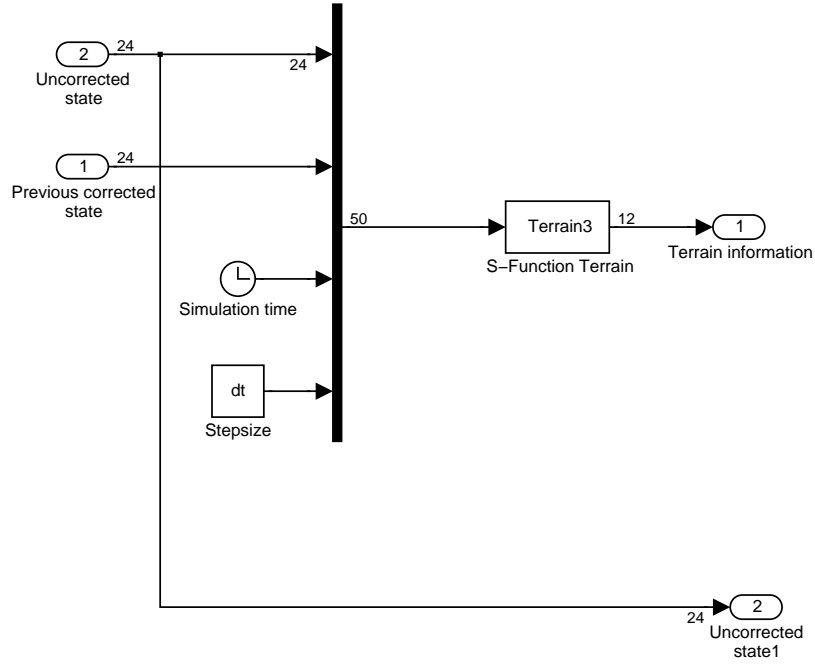 24
2
24
Uncorrected
state
24
1
Previous corrected
state
50
Terrain3
12
1
S−Function Terrain
Terrain information
Simulation time
dt
Stepsize
2
24
Uncorrected
state1